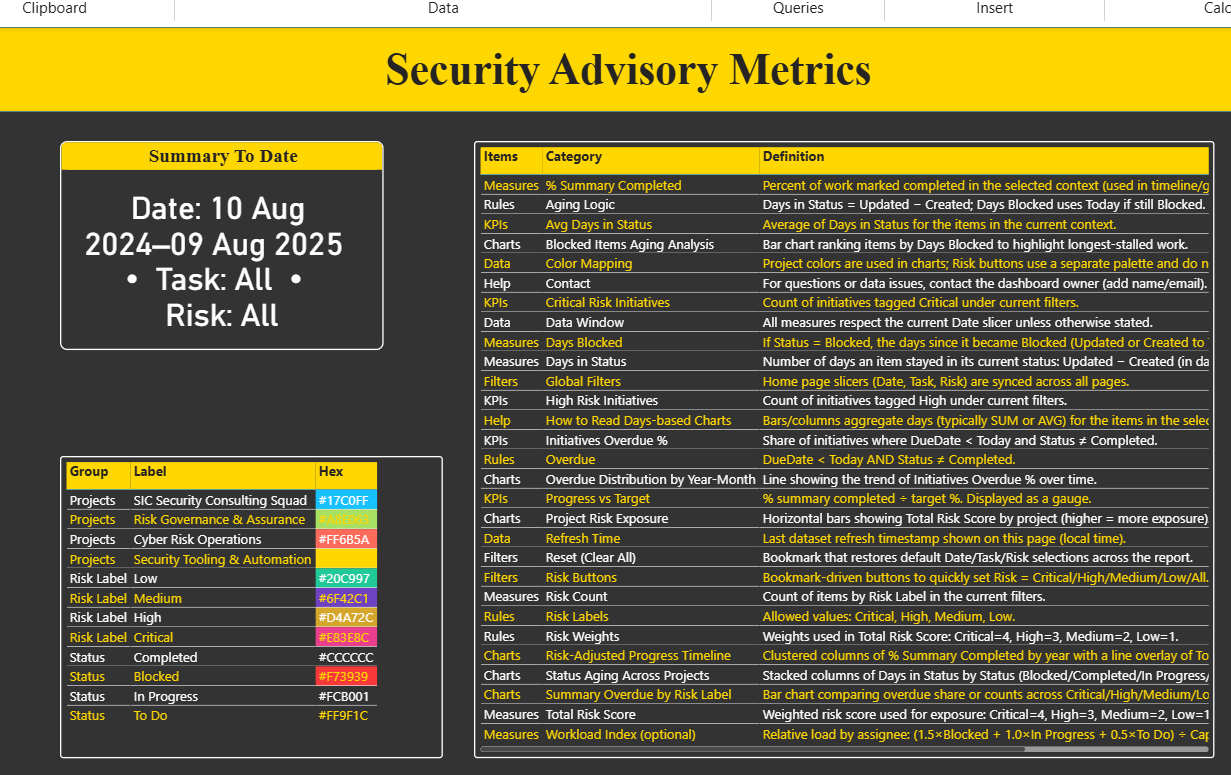 Clipboard
Data
Queries
Insert
Calc
Security Advisory Metrics
Summary To Date
Date: 10 Aug
2024–09 Aug 2025
• Task: All •
Risk: All
Group Label Hex
Projects SIC Security Consulting Squad #17C0FF
Projects Risk Governance & Assurance
Projects Cyber Risk Operations #FF6B5A
Projects Security Tooling & Automation
Risk Label Low #20C997
Risk Label Medium #6F42C1
Risk Label High #D4A72C
Risk Label Critical #E83E8C
Status Completed #CCCCCC
Status Blocked #F73939
Status In Progress #FCB001
Status To Do #FF9F1C
Items Category Definition
Measures % Summary Completed Percent of work marked completed in the selected context (used in timeline/g
Rules Aging Logic Days in Status = Updated − Created; Days Blocked uses Today if still Blocked.
KPIs Avg Days in Status Average of Days in Status for the items in the current context.
Charts Blocked Items Aging Analysis Bar chart ranking items by Days Blocked to highlight longest-stalled work.
Data Color Mapping Project colors are used in charts; Risk buttons use a separate palette and do n
Help Contact For questions or data issues, contact the dashboard owner (add name/email).
KPIs Critical Risk Initiatives Count of initiatives tagged Critical under current filters.
Data Data Window All measures respect the current Date slicer unless otherwise stated.
Measures Days Blocked If Status = Blocked, the days since it became Blocked (Updated or Created to
Measures Days in Status Number of days an item stayed in its current status: Updated − Created (in da
Filters Global Filters Home page slicers (Date, Task, Risk) are synced across all pages.
KPIs High Risk Initiatives Count of initiatives tagged High under current filters.
Help How to Read Days-based Charts Bars/columns aggregate days (typically SUM or AVG) for the items in the selec
KPIs Initiatives Overdue % Share of initiatives where DueDate < Today and Status ≠ Completed.
Rules Overdue DueDate < Today AND Status ≠ Completed.
Charts Overdue Distribution by Year-Month Line showing the trend of Initiatives Overdue % over time.
KPIs Progress vs Target % summary completed ÷ target %. Displayed as a gauge.
Charts Project Risk Exposure Horizontal bars showing Total Risk Score by project (higher = more exposure)
Data Refresh Time Last dataset refresh timestamp shown on this page (local time).
Filters Reset (Clear All) Bookmark that restores default Date/Task/Risk selections across the report.
Filters Risk Buttons Bookmark-driven buttons to quickly set Risk = Critical/High/Medium/Low/All.
Measures Risk Count Count of items by Risk Label in the current filters.
Rules Risk Labels Allowed values: Critical, High, Medium, Low.
Rules Risk Weights Weights used in Total Risk Score: Critical=4, High=3, Medium=2, Low=1.
Charts Risk-Adjusted Progress Timeline Clustered columns of % Summary Completed by year with a line overlay of To
Charts Status Aging Across Projects Stacked columns of Days in Status by Status (Blocked/Completed/In Progress/
Charts Summary Overdue by Risk Label Bar chart comparing overdue share or counts across Critical/High/Medium/Lo
Measures Total Risk Score Weighted risk score used for exposure: Critical=4, High=3, Medium=2, Low=1
Measures Workload Index (optional) Relative load by assignee: (1.5×Blocked + 1.0×In Progress + 0.5×To Do) ÷ Cap